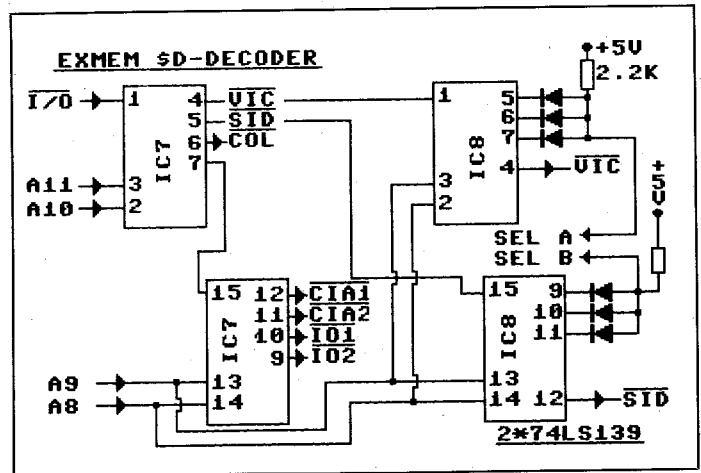 +5V
EXMEM $D-DECODER
2.2K
I/O 1 4 VIC 1 5
5 SID 6
6 COL 7
7 IC7 IC8 4 VIC
A11 3 3
A10 2 2
+5V
SEL A
SEL B
15 12 CIA1 15 9
11 CIA2 10
10 IO1 11
9 IO2
IC7 IC8
A9 13 13
A8 14 14 12 SID
2*74LS139